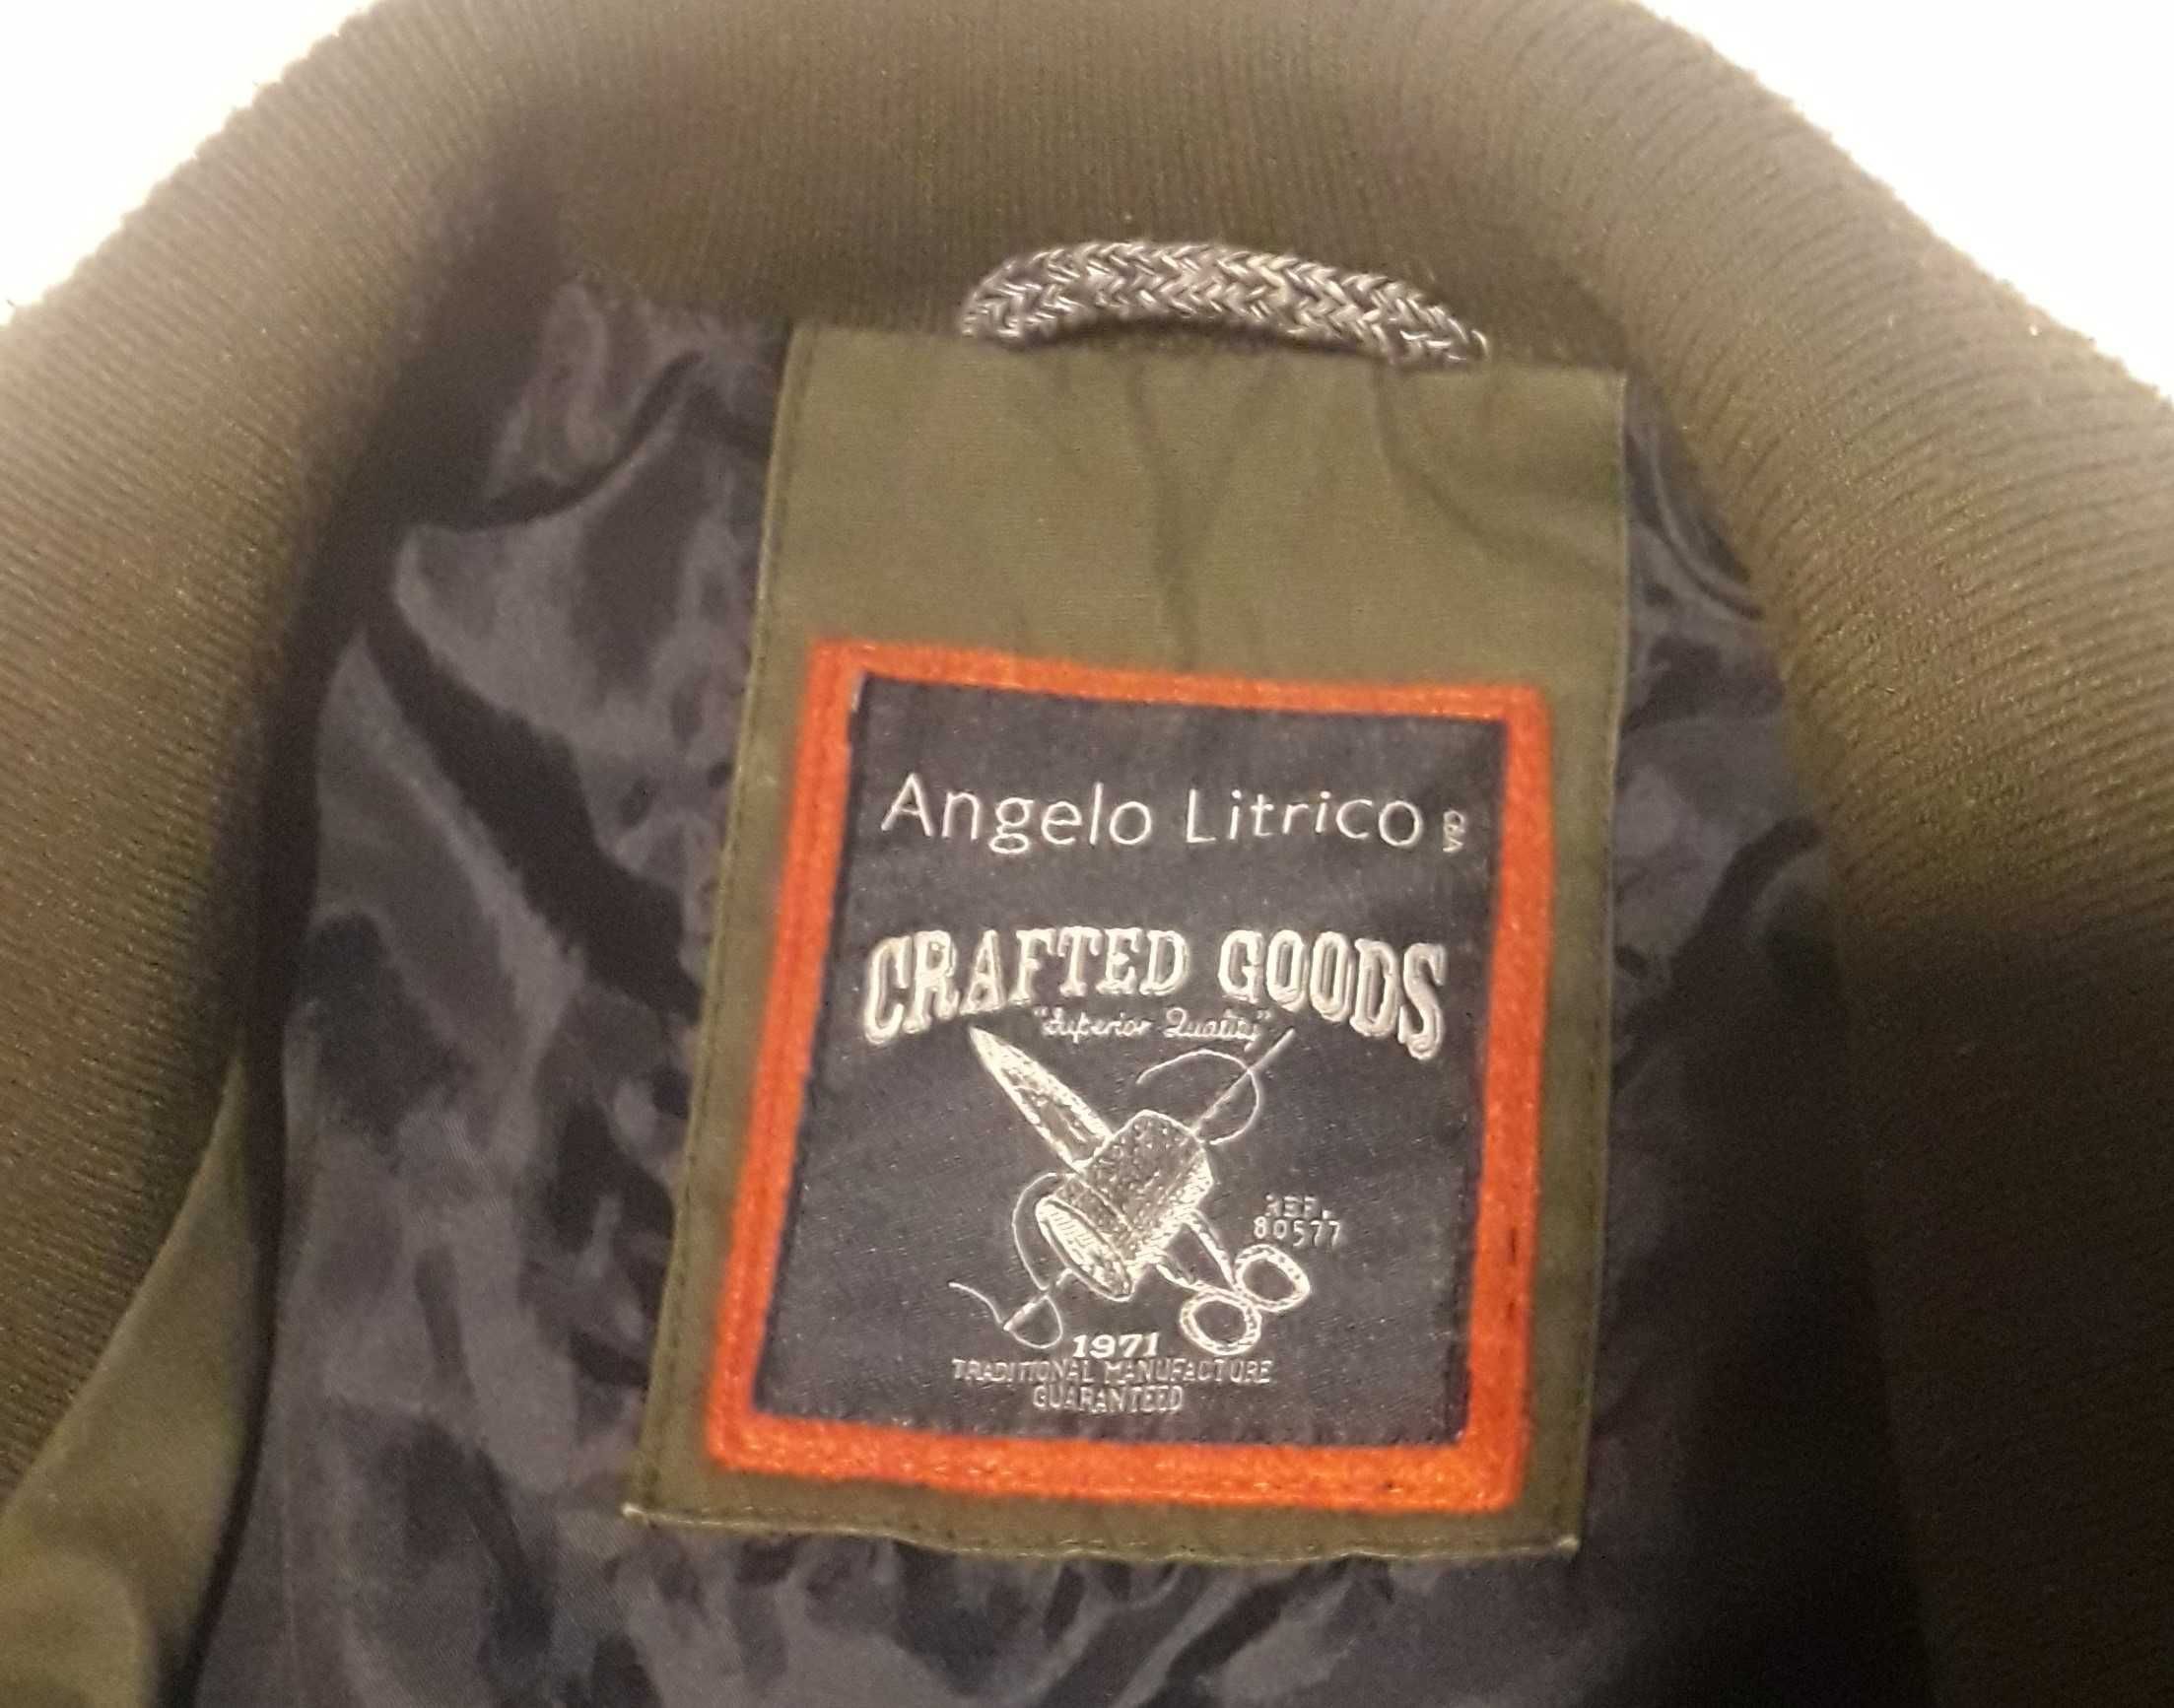 Angelo Litrico C&A
CRAFTED GOODS
"Superior Quality"
REF.
80577
1971
TRADITIONAL MANUFACTURE
GUARANTEED